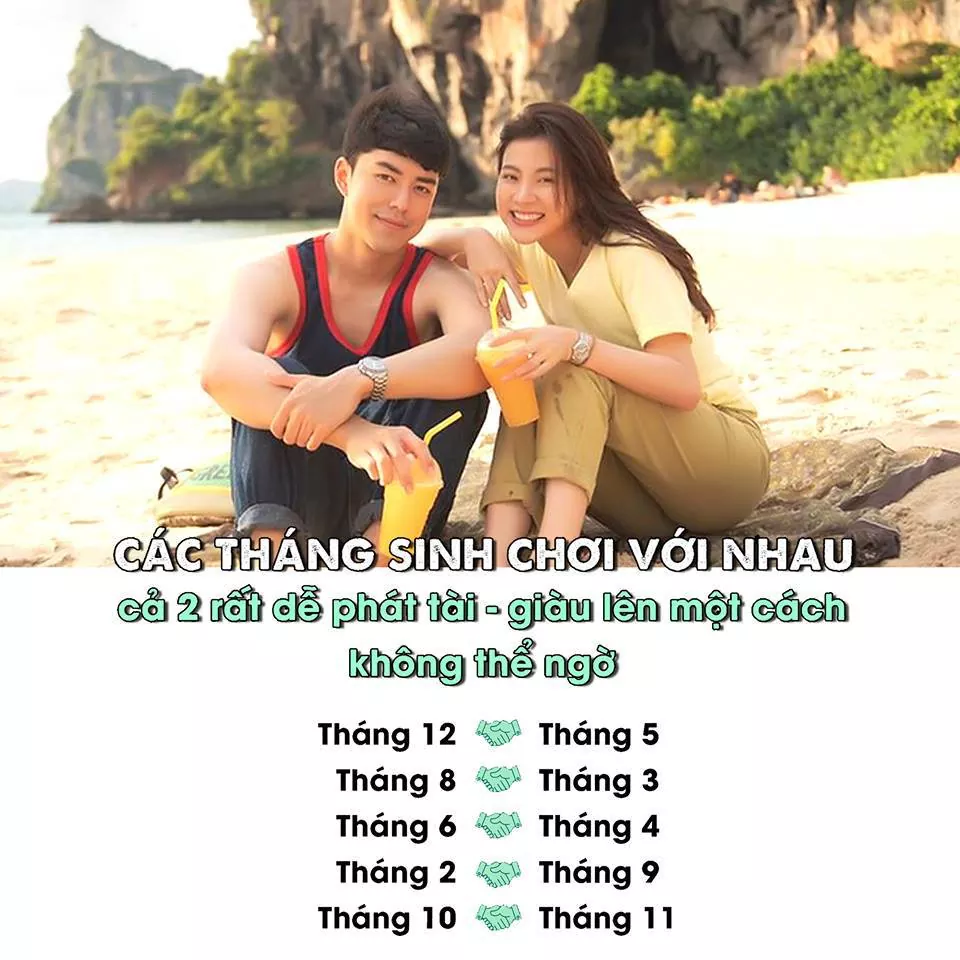 CÁC THÁNG SINH CHƠI VỚI NHAU
cả 2 rất dễ phát tài - giàu lên một cách
không thể ngờ
Tháng 12 Tháng 5
Tháng 8 Tháng 3
Tháng 6 Tháng 4
Tháng 2 Tháng 9
Tháng 10 Tháng 11